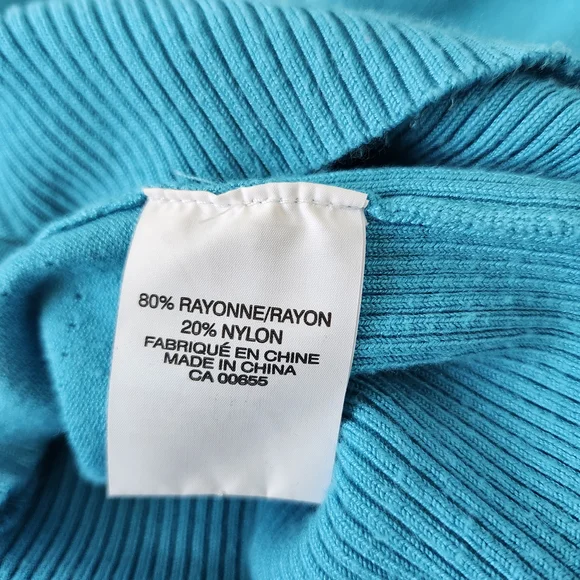 80% RAYONNE/RAYON
20% NYLON
FABRIQUÉ EN CHINE
MADE IN CHINA
CA 00655